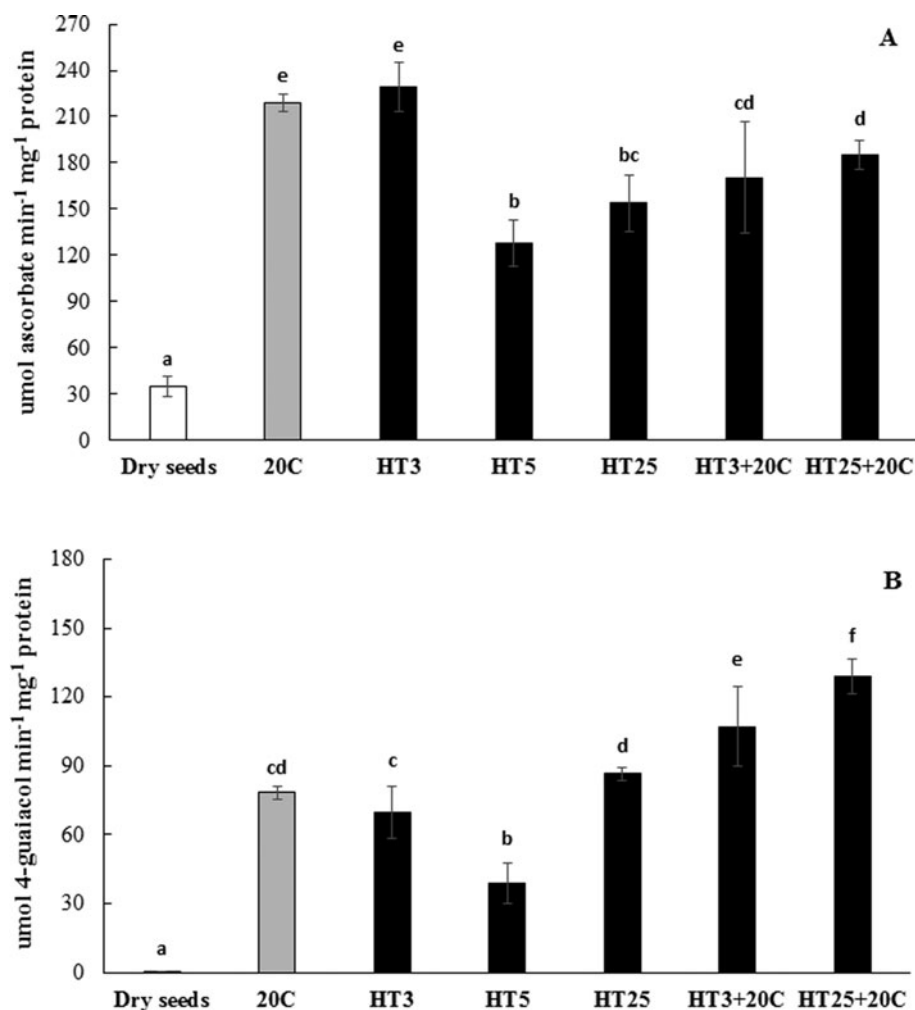 A
umol ascorbate min⁻¹ mg⁻¹ protein
270
240
210
180
150
120
90
60
30
0
a
e
e
b
bc
cd
d
Dry seeds 20C HT3 HT5 HT25 HT3+20C HT25+20C
B
umol 4-guaiacol min⁻¹ mg⁻¹ protein
180
150
120
90
60
30
0
a
cd
c
b
d
e
f
Dry seeds 20C HT3 HT5 HT25 HT3+20C HT25+20C